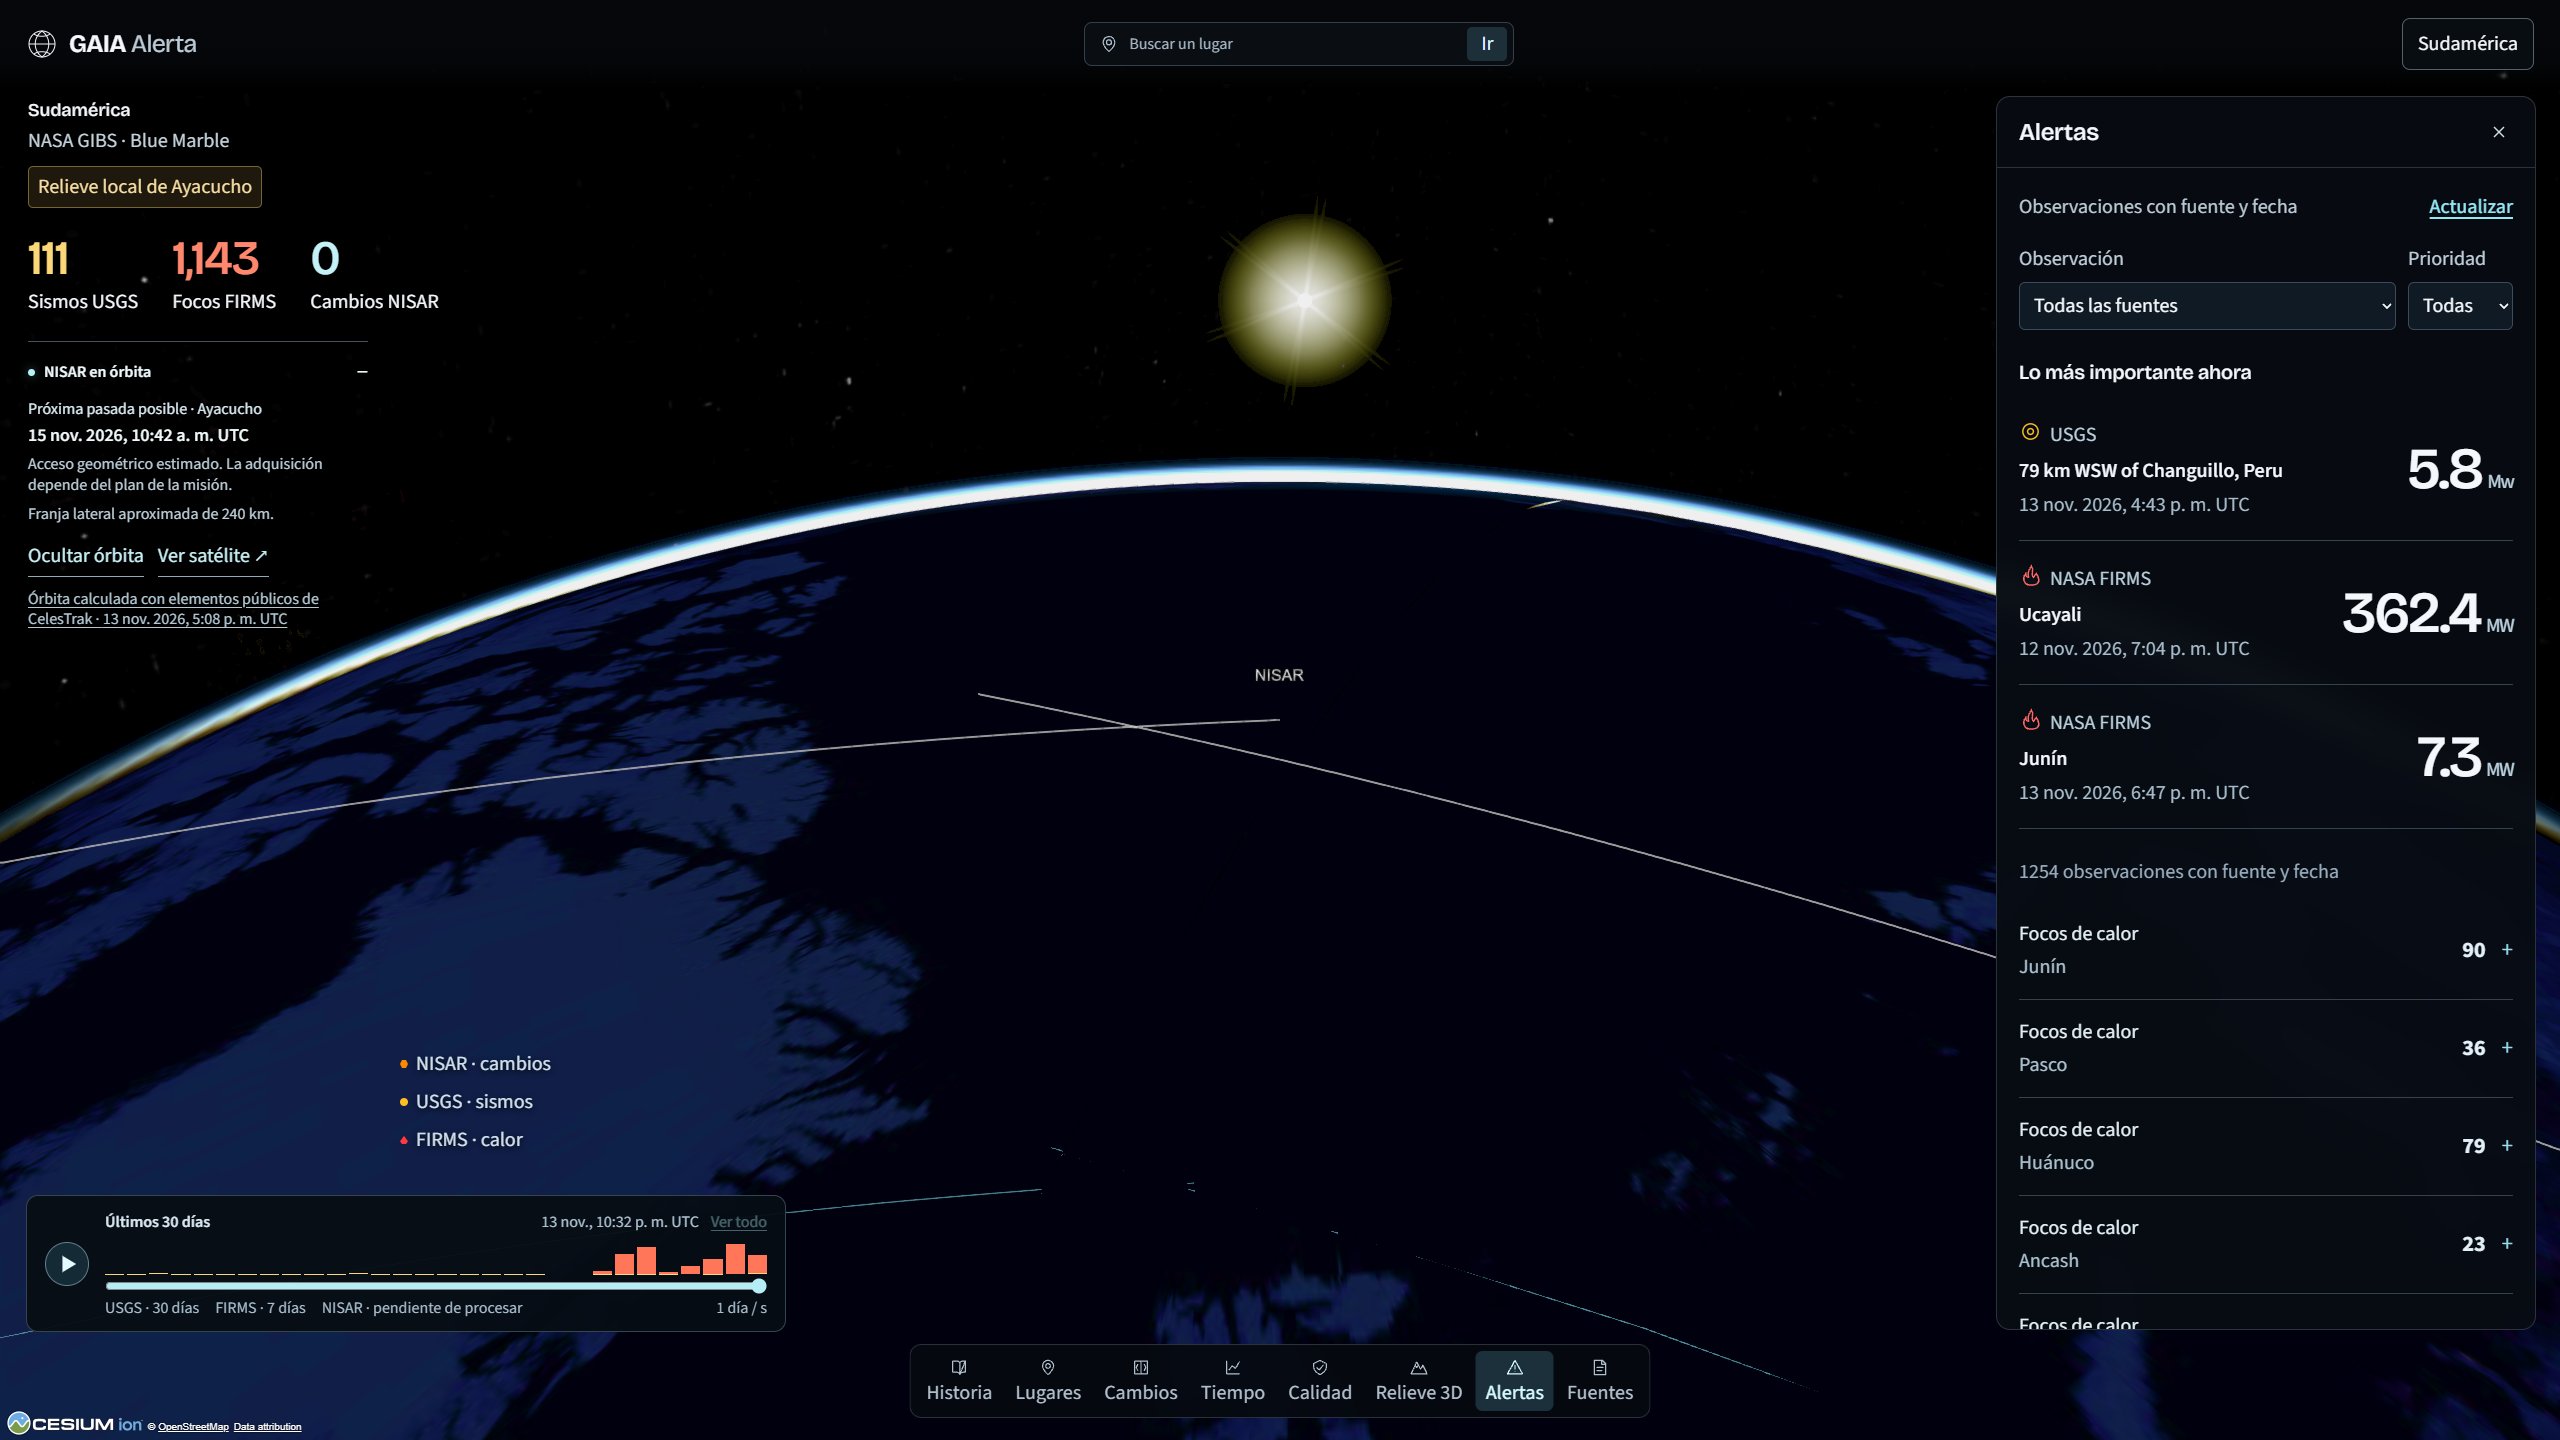 GAIA Alerta
Buscar un lugar
Ir
Sudamérica
Sudamérica
NASA GIBS · Blue Marble
Relieve local de Ayacucho
111
Sismos USGS
1,143
Focos FIRMS
0
Cambios NISAR
NISAR en órbita
Próxima pasada posible · Ayacucho
15 nov. 2026, 10:42 a. m. UTC
Acceso geométrico estimado. La adquisición
depende del plan de la misión.
Franja lateral aproximada de 240 km.
Ocultar órbita
Ver satélite ↗
Órbita calculada con elementos públicos de
CelesTrak · 13 nov. 2026, 5:08 p. m. UTC
NISAR
NISAR · cambios
USGS · sismos
FIRMS · calor
Últimos 30 días
13 nov., 10:32 p. m. UTC
Ver todo
USGS · 30 días
FIRMS · 7 días
NISAR · pendiente de procesar
1 día / s
Historia
Lugares
Cambios
Tiempo
Calidad
Relieve 3D
Alertas
Fuentes
CESIUM ion
© OpenStreetMap
Data attribution
Alertas
Observaciones con fuente y fecha
Actualizar
Observación
Prioridad
Todas las fuentes
Todas
Lo más importante ahora
USGS
79 km WSW of Changuillo, Peru
13 nov. 2026, 4:43 p. m. UTC
5.8 Mw
NASA FIRMS
Ucayali
12 nov. 2026, 7:04 p. m. UTC
362.4 MW
NASA FIRMS
Junín
13 nov. 2026, 6:47 p. m. UTC
7.3 MW
1254 observaciones con fuente y fecha
Focos de calor
Junín
90 +
Focos de calor
Pasco
36 +
Focos de calor
Huánuco
79 +
Focos de calor
Ancash
23 +
Focos de calor